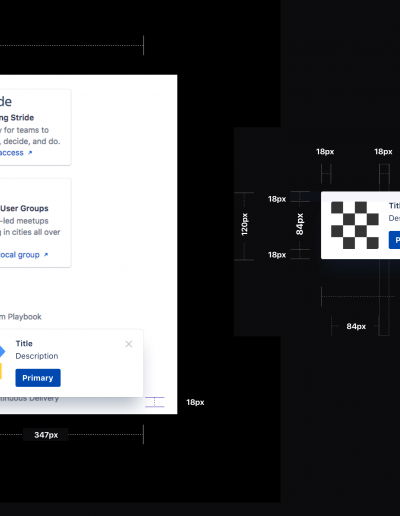 de
ng Stride
y for teams to
, decide, and do.
access ↗
User Groups
-led meetups
g in cities all over
local group ↗
m Playbook
Title
Description
Primary
tinuous Delivery
18px
347px
18px
18px
18px
120px
84px
18px
Titl
Des
P
84px